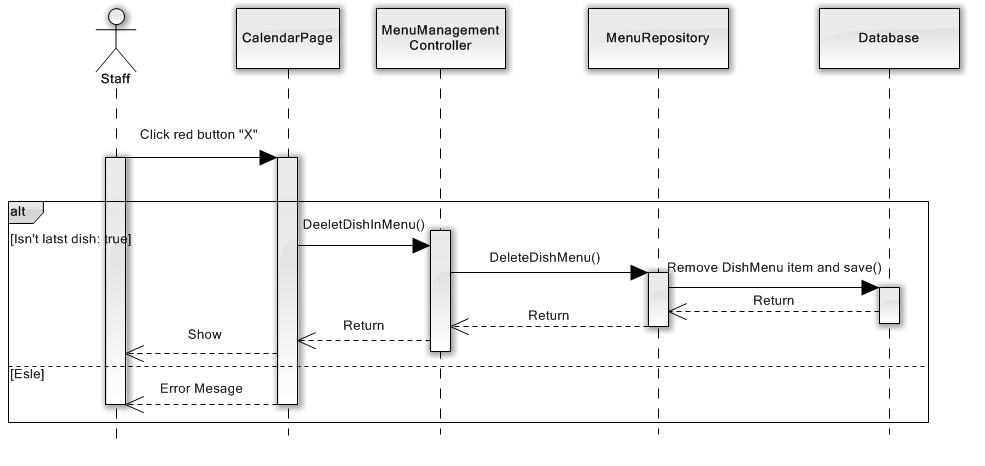 Staff
CalendarPage
MenuManagement
Controller
MenuRepository
Database
Click red button "X"
alt
[Isn't latst dish: true]
DeeletDishInMenu()
DeleteDishMenu()
Remove DishMenu item and save()
Return
Return
Return
Show
[Esle]
Error Mesage